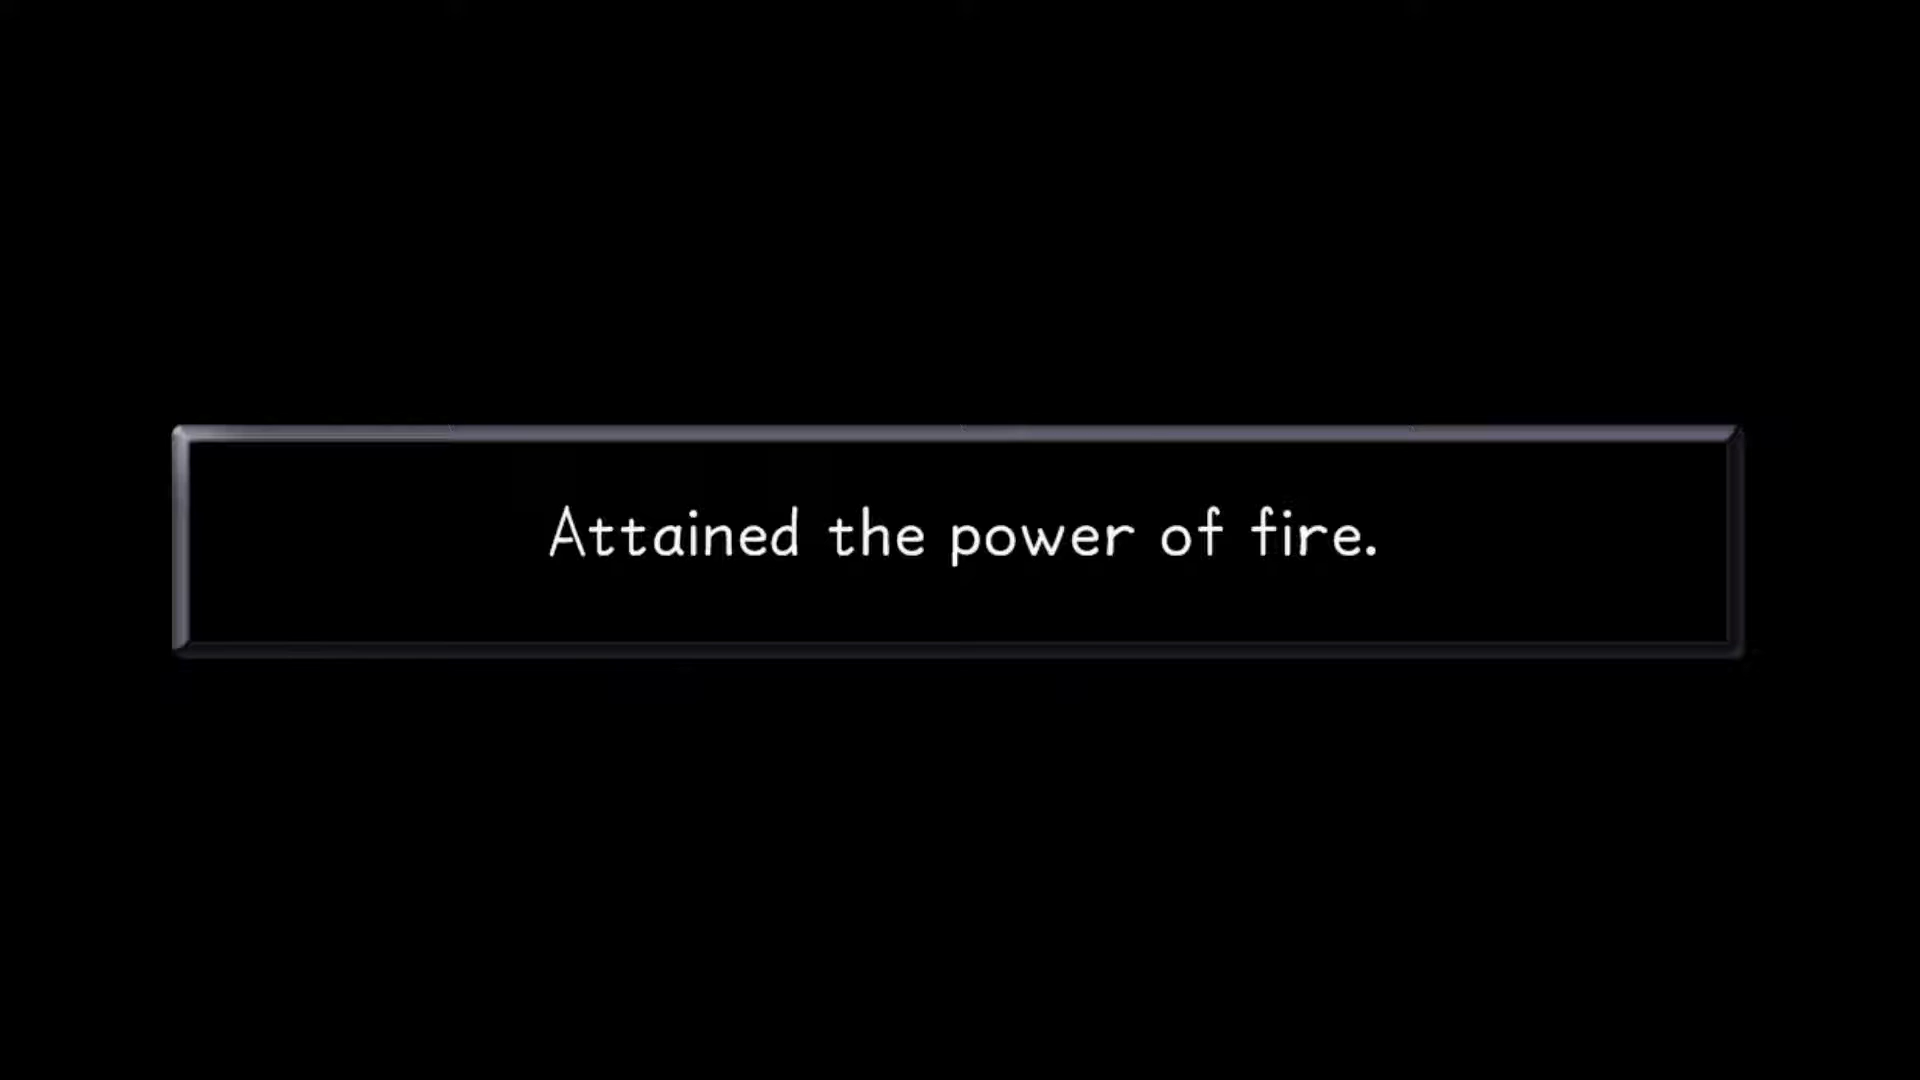 Attained the power of fire.